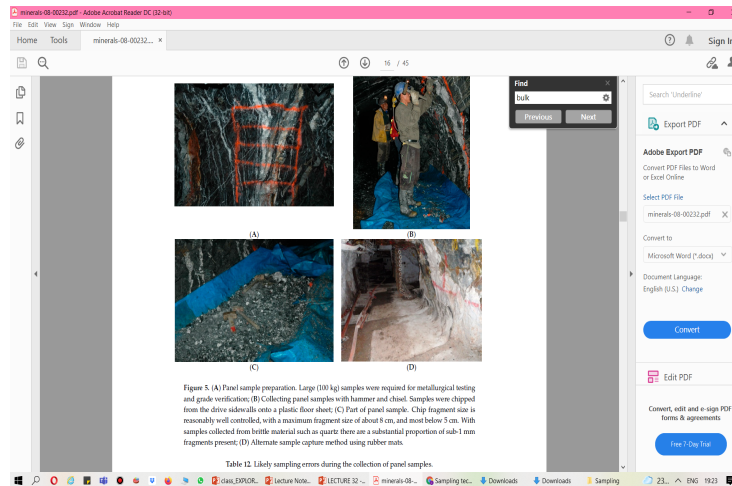 minerals-08-00232.pdf - Adobe Acrobat Reader DC (32-bit)
File Edit View Sign Window Help
Home Tools minerals-08-00232.... × Sign In
16 / 45
Find
bulk
Previous Next
Search 'Underline'
Export PDF
Adobe Export PDF
Convert PDF Files to Word
or Excel Online
Select PDF File
minerals-08-00232.pdf
Convert to
Microsoft Word (*.docx)
Document Language:
English (U.S.) Change
Convert
Edit PDF
Convert, edit and e-sign PDF
forms & agreements
Free 7-Day Trial
(A) (B)
(C) (D)
Figure 5. (A) Panel sample preparation. Large (100 kg) samples were required for metallurgical testing
and grade verification; (B) Collecting panel samples with hammer and chisel. Samples were chipped
from the drive sidewalls onto a plastic floor sheet; (C) Part of panel sample. Chip fragment size is
reasonably well controlled, with a maximum fragment size of about 8 cm, and most below 5 cm. With
samples collected from brittle material such as quartz there are a substantial proportion of sub-1 mm
fragments present; (D) Alternate sample capture method using rubber mats.
Table 12. Likely sampling errors during the collection of panel samples.
class_EXPLOR... Lecture Note... LECTURE 32 -... minerals-08-... Sampling tec... Downloads Downloads Sampling 23... ENG 1923